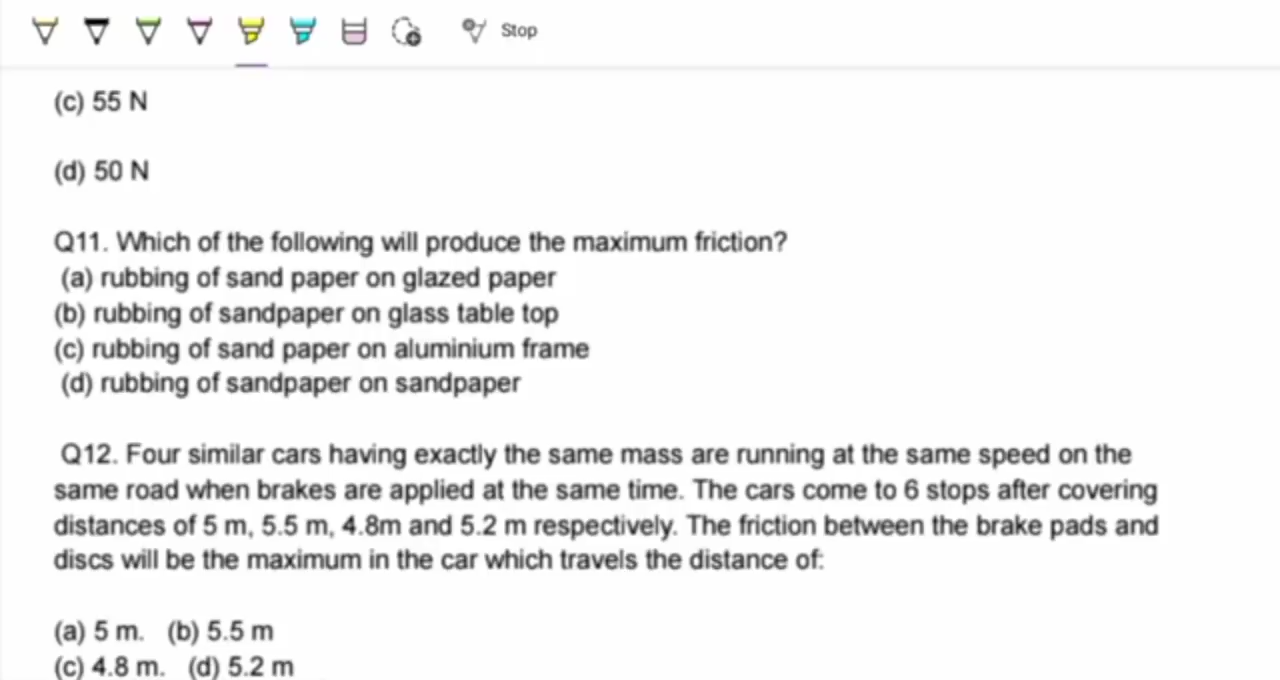 Stop
(c) 55 N
(d) 50 N
Q11. Which of the following will produce the maximum friction?
(a) rubbing of sand paper on glazed paper
(b) rubbing of sandpaper on glass table top
(c) rubbing of sand paper on aluminium frame
(d) rubbing of sandpaper on sandpaper
Q12. Four similar cars having exactly the same mass are running at the same speed on the
same road when brakes are applied at the same time. The cars come to 6 stops after covering
distances of 5 m, 5.5 m, 4.8m and 5.2 m respectively. The friction between the brake pads and
discs will be the maximum in the car which travels the distance of:
(a) 5 m. (b) 5.5 m
(c) 4.8 m. (d) 5.2 m